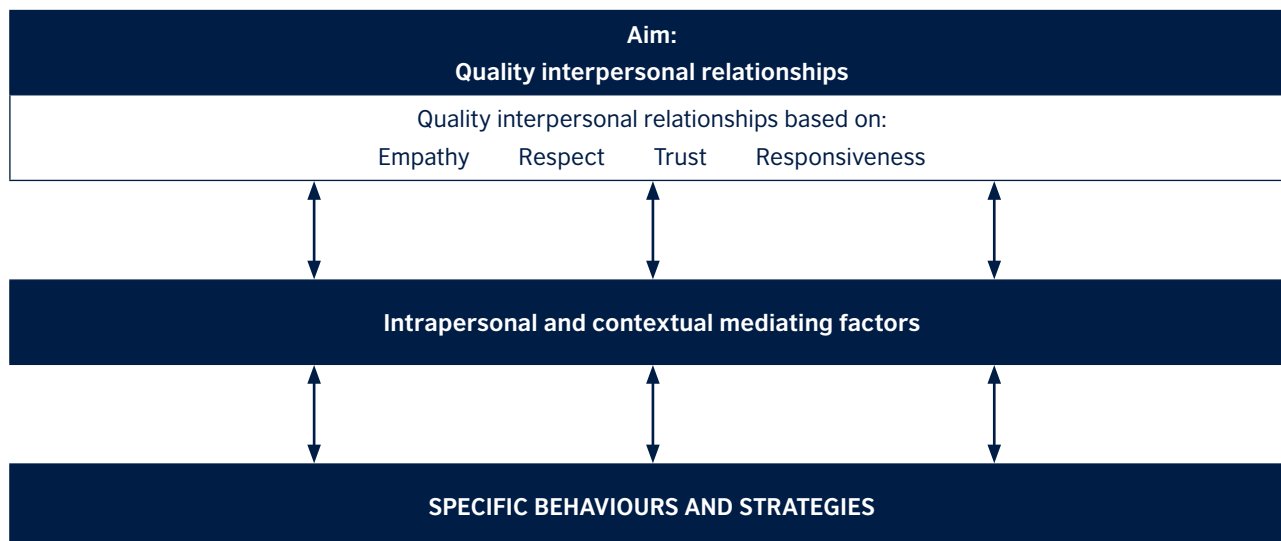 Aim:
Quality interpersonal relationships
Quality interpersonal relationships based on:
Empathy Respect Trust Responsiveness
Intrapersonal and contextual mediating factors
SPECIFIC BEHAVIOURS AND STRATEGIES